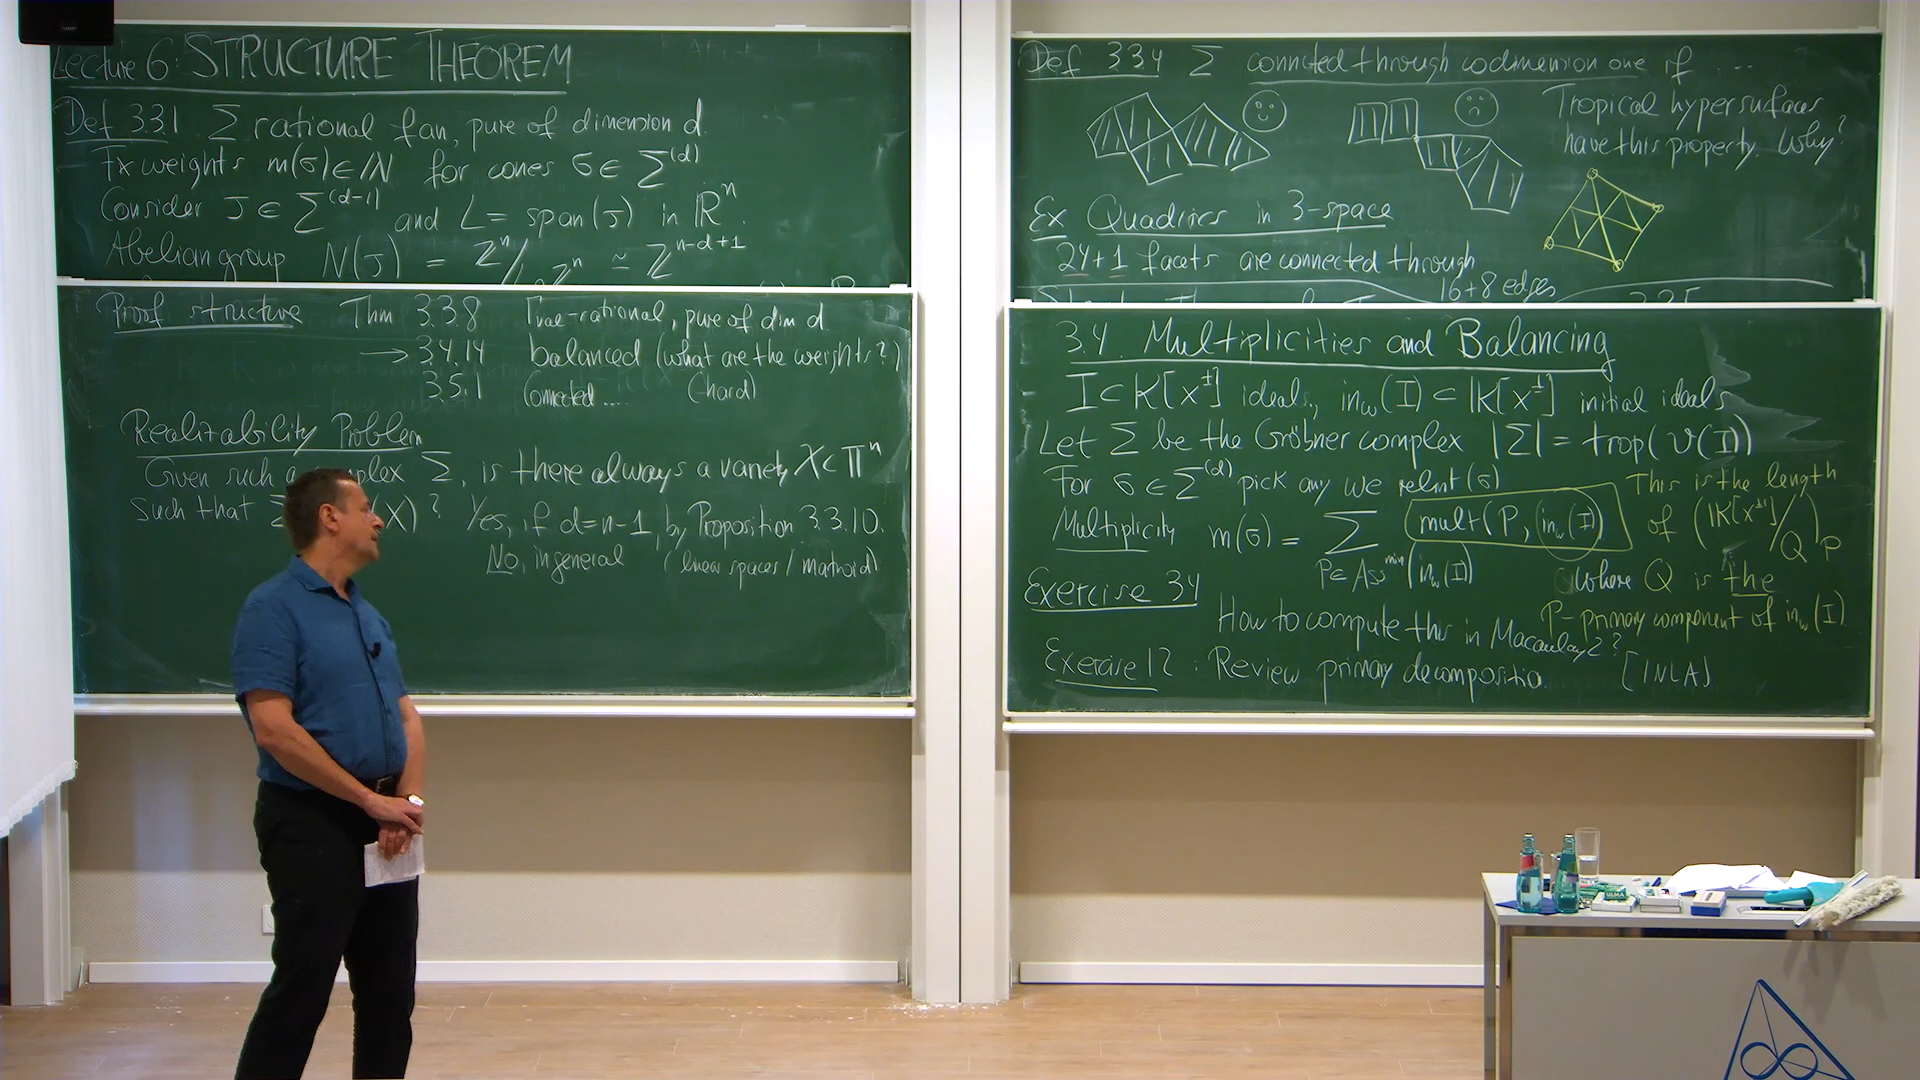 Lecture 6: STRUCTURE THEOREM
Def 3.3.1 Σ rational fan, pure of dimension d.
Fix weights m(σ) ∈ ℕ for cones σ ∈ Σ^(d)
Consider τ ∈ Σ^(d-1) and L = span(τ) in ℝ^n.
Abelian group N(τ) = ℤ^n/ ℤ^n ≃ ℤ^{n-d+1}
Proof structure Thm 3.3.8 Γval-rational, pure of dim d.
→ 3.4.14 balanced (what are the weights?)
3.5.1 Connected.... (hard)
Realizability Problem
Given such a complex Σ, is there always a variety X ⊂ 𝕋^n
such that Σ (X)? Yes, if d=n-1, by Proposition 3.3.10.
No, in general (linear spaces / matroid)
Def 3.3.4 Σ connected through codimension one if ...
Tropical hypersurfaces
have this property. Why?
Ex Quadrics in 3-space
24+1 facets are connected through
16+8 edges
3.3.5
3.4. Multiplicities and Balancing
I ⊂ K[x^±] ideals, in_w(I) ⊂ 𝕜[x^±] initial ideals
Let Σ be the Gröbner complex |Σ| = trop(V(I))
For σ ∈ Σ^(d) pick any w ∈ relint(σ)
Multiplicity m(σ) = Σ mult(P, in_w(I))
P ∈ Ass^min(in_w(I))
This is the length
of (𝕜[x^±1]/Q)_P
where Q is the
P-primary component of in_w(I)
Exercise 34
How to compute this in Macaulay2?
Exercise 12: Review primary decomposition. [INLA]